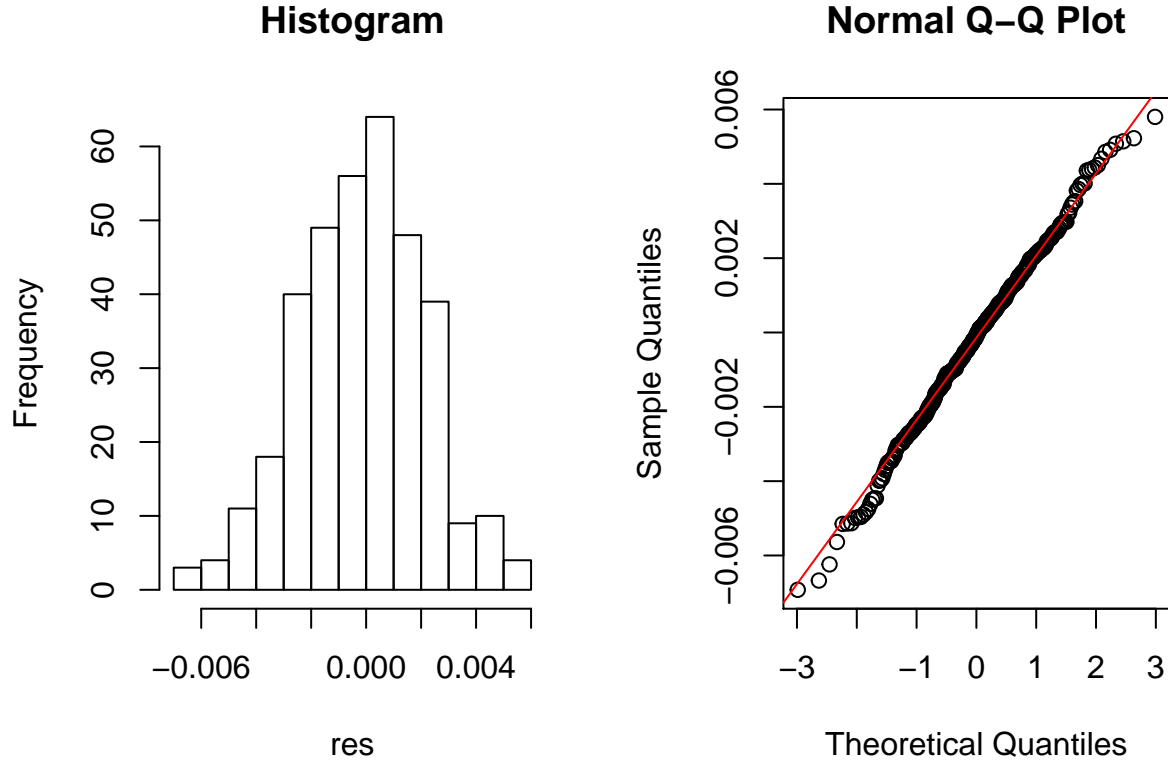 Histogram
Frequency
60
50
40
30
20
10
0
−0.006 0.000 0.004
res
Normal Q−Q Plot
Sample Quantiles
0.006
0.002
−0.002
−0.006
−3 −1 0 1 2 3
Theoretical Quantiles